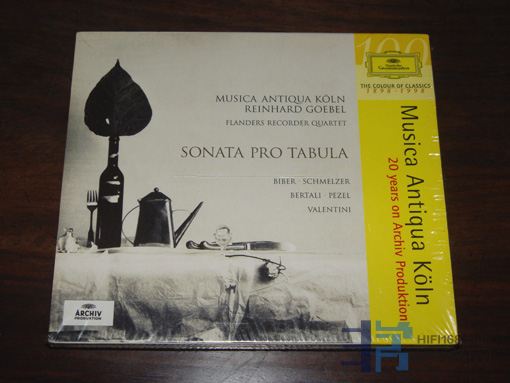 MUSICA ANTIQUA KÖLN
REINHARD GOEBEL
FLANDERS RECORDER QUARTET
SONATA PRO TABULA
BIBER · SCHMELZER
BERTALI · PEZEL
VALENTINI
ARCHIV
PRODUKTION
100
Deutsche
Grammophon
THE COLOUR OF CLASSICS
1898-1998
Musica Antiqua Köln
20 years on Archiv Produktion
HIFI168